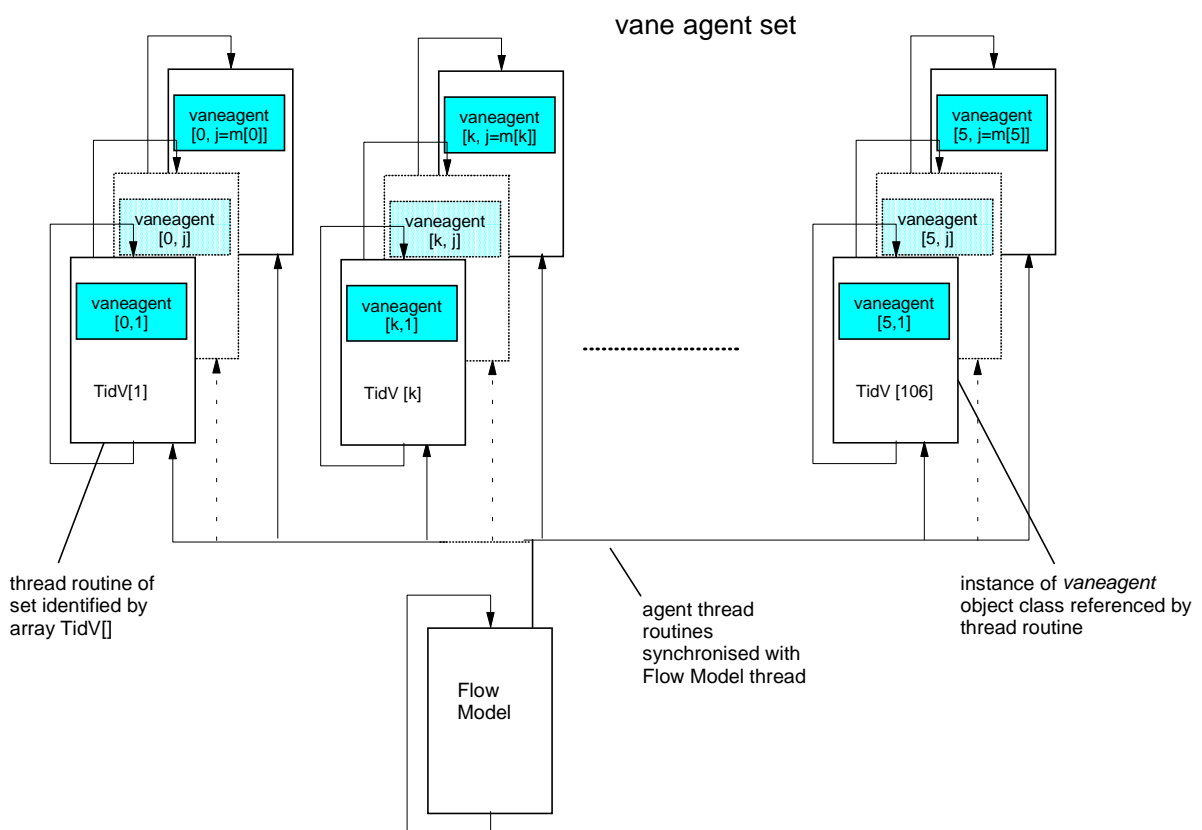 vane agent set
vaneagent
[0, j=m[0]]
vaneagent
[k, j=m[k]]
vaneagent
[5, j=m[5]]
vaneagent
[0, j]
vaneagent
[k, j]
vaneagent
[5, j]
vaneagent
[0,1]
vaneagent
[k,1]
vaneagent
[5,1]
TidV[1]
TidV [k]
TidV [106]
thread routine of
set identified by
array TidV[]
agent thread
routines
synchronised with
Flow Model thread
instance of vaneagent
object class referenced by
thread routine
Flow
Model